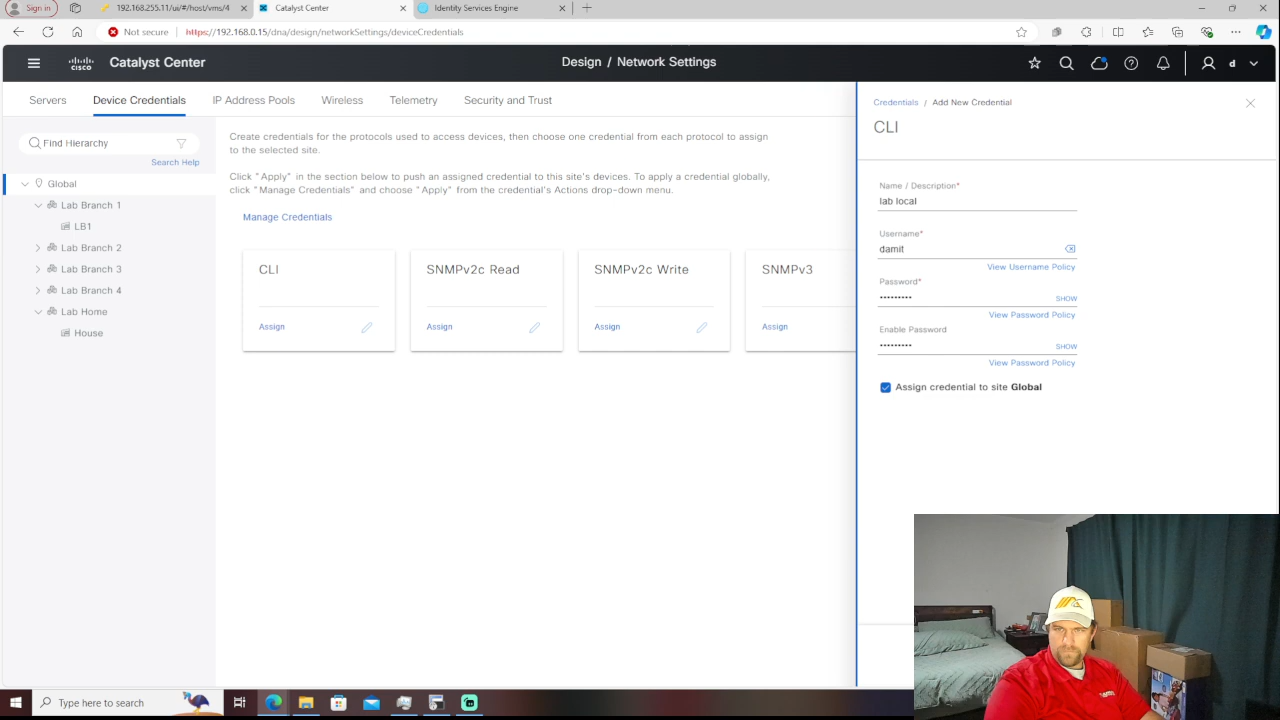 Sign in
192.168.255.11/ui/#/host/vms/4
Catalyst Center
Identity Services Engine
Not secure
https://192.168.0.15/dna/design/networkSettings/deviceCredentials
CISCO
Catalyst Center
Design / Network Settings
d
Servers
Device Credentials
IP Address Pools
Wireless
Telemetry
Security and Trust
Find Hierarchy
Search Help
Global
Lab Branch 1
LB1
Lab Branch 2
Lab Branch 3
Lab Branch 4
Lab Home
House
Create credentials for the protocols used to access devices, then choose one credential from each protocol to assign
to the selected site.
Click "Apply" in the section below to push an assigned credential to this site's devices. To apply a credential globally,
click "Manage Credentials" and choose "Apply" from the credential's Actions drop-down menu.
Manage Credentials
CLI
Assign
SNMPv2c Read
Assign
SNMPv2c Write
Assign
SNMPv3
Assign
Credentials / Add New Credential
CLI
Name / Description*
lab local
Username*
damit
View Username Policy
Password*
•••••••••
SHOW
View Password Policy
Enable Password
•••••••••
SHOW
View Password Policy
Assign credential to site Global
Type here to search